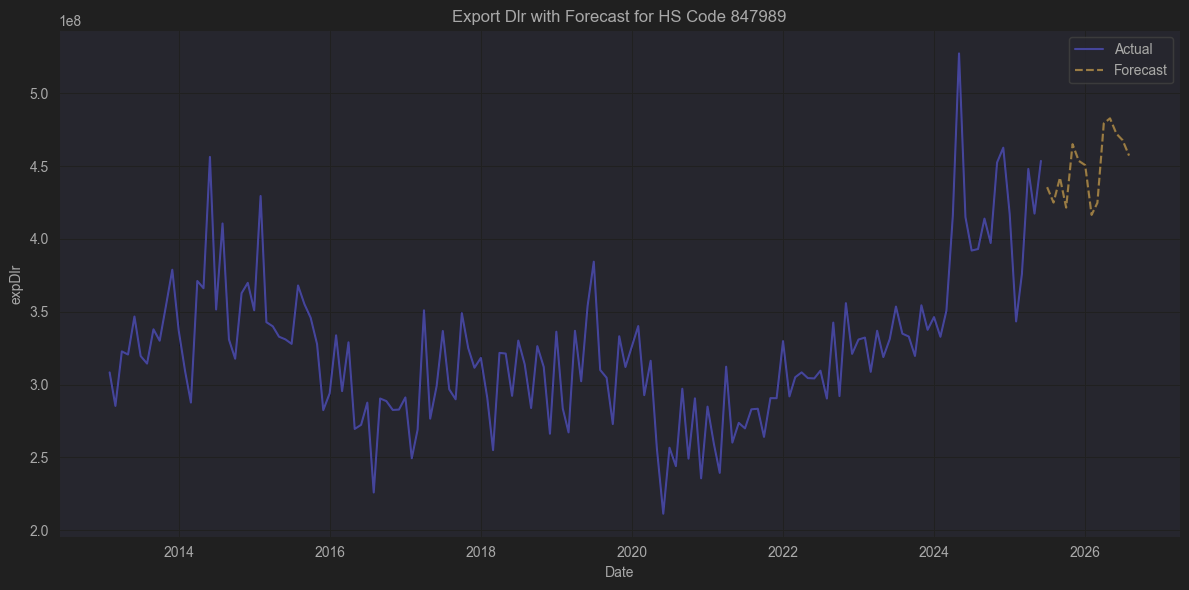 Export Dlr with Forecast for HS Code 847989
1e8
Actual
Forecast
5.0
4.5
4.0
3.5
3.0
2.5
2.0
expDlr
2014 2016 2018 2020 2022 2024 2026
Date